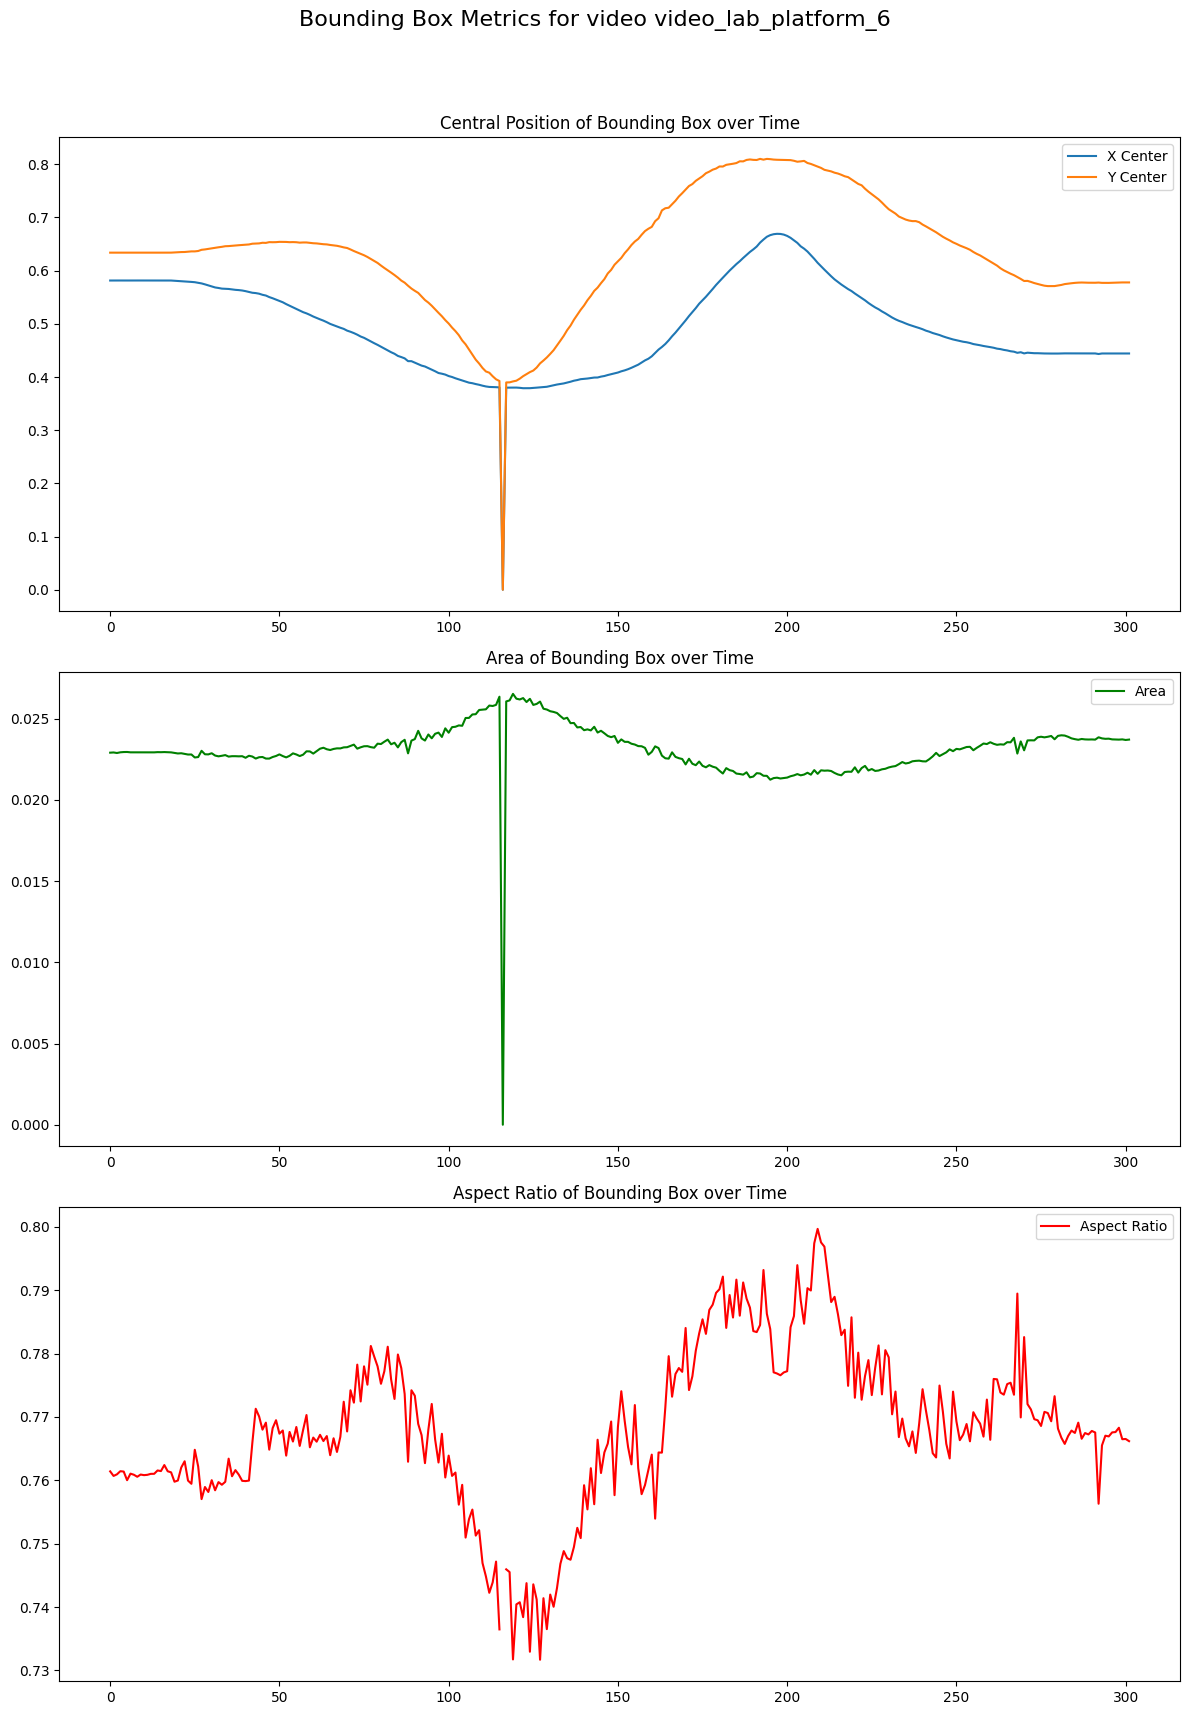 Bounding Box Metrics for video video_lab_platform_6
Central Position of Bounding Box over Time
X Center
Y Center
0.8
0.7
0.6
0.5
0.4
0.3
0.2
0.1
0.0
0 50 100 150 200 250 300
Area of Bounding Box over Time
Area
0.025
0.020
0.015
0.010
0.005
0.000
0 50 100 150 200 250 300
Aspect Ratio of Bounding Box over Time
Aspect Ratio
0.80
0.79
0.78
0.77
0.76
0.75
0.74
0.73
0 50 100 150 200 250 300